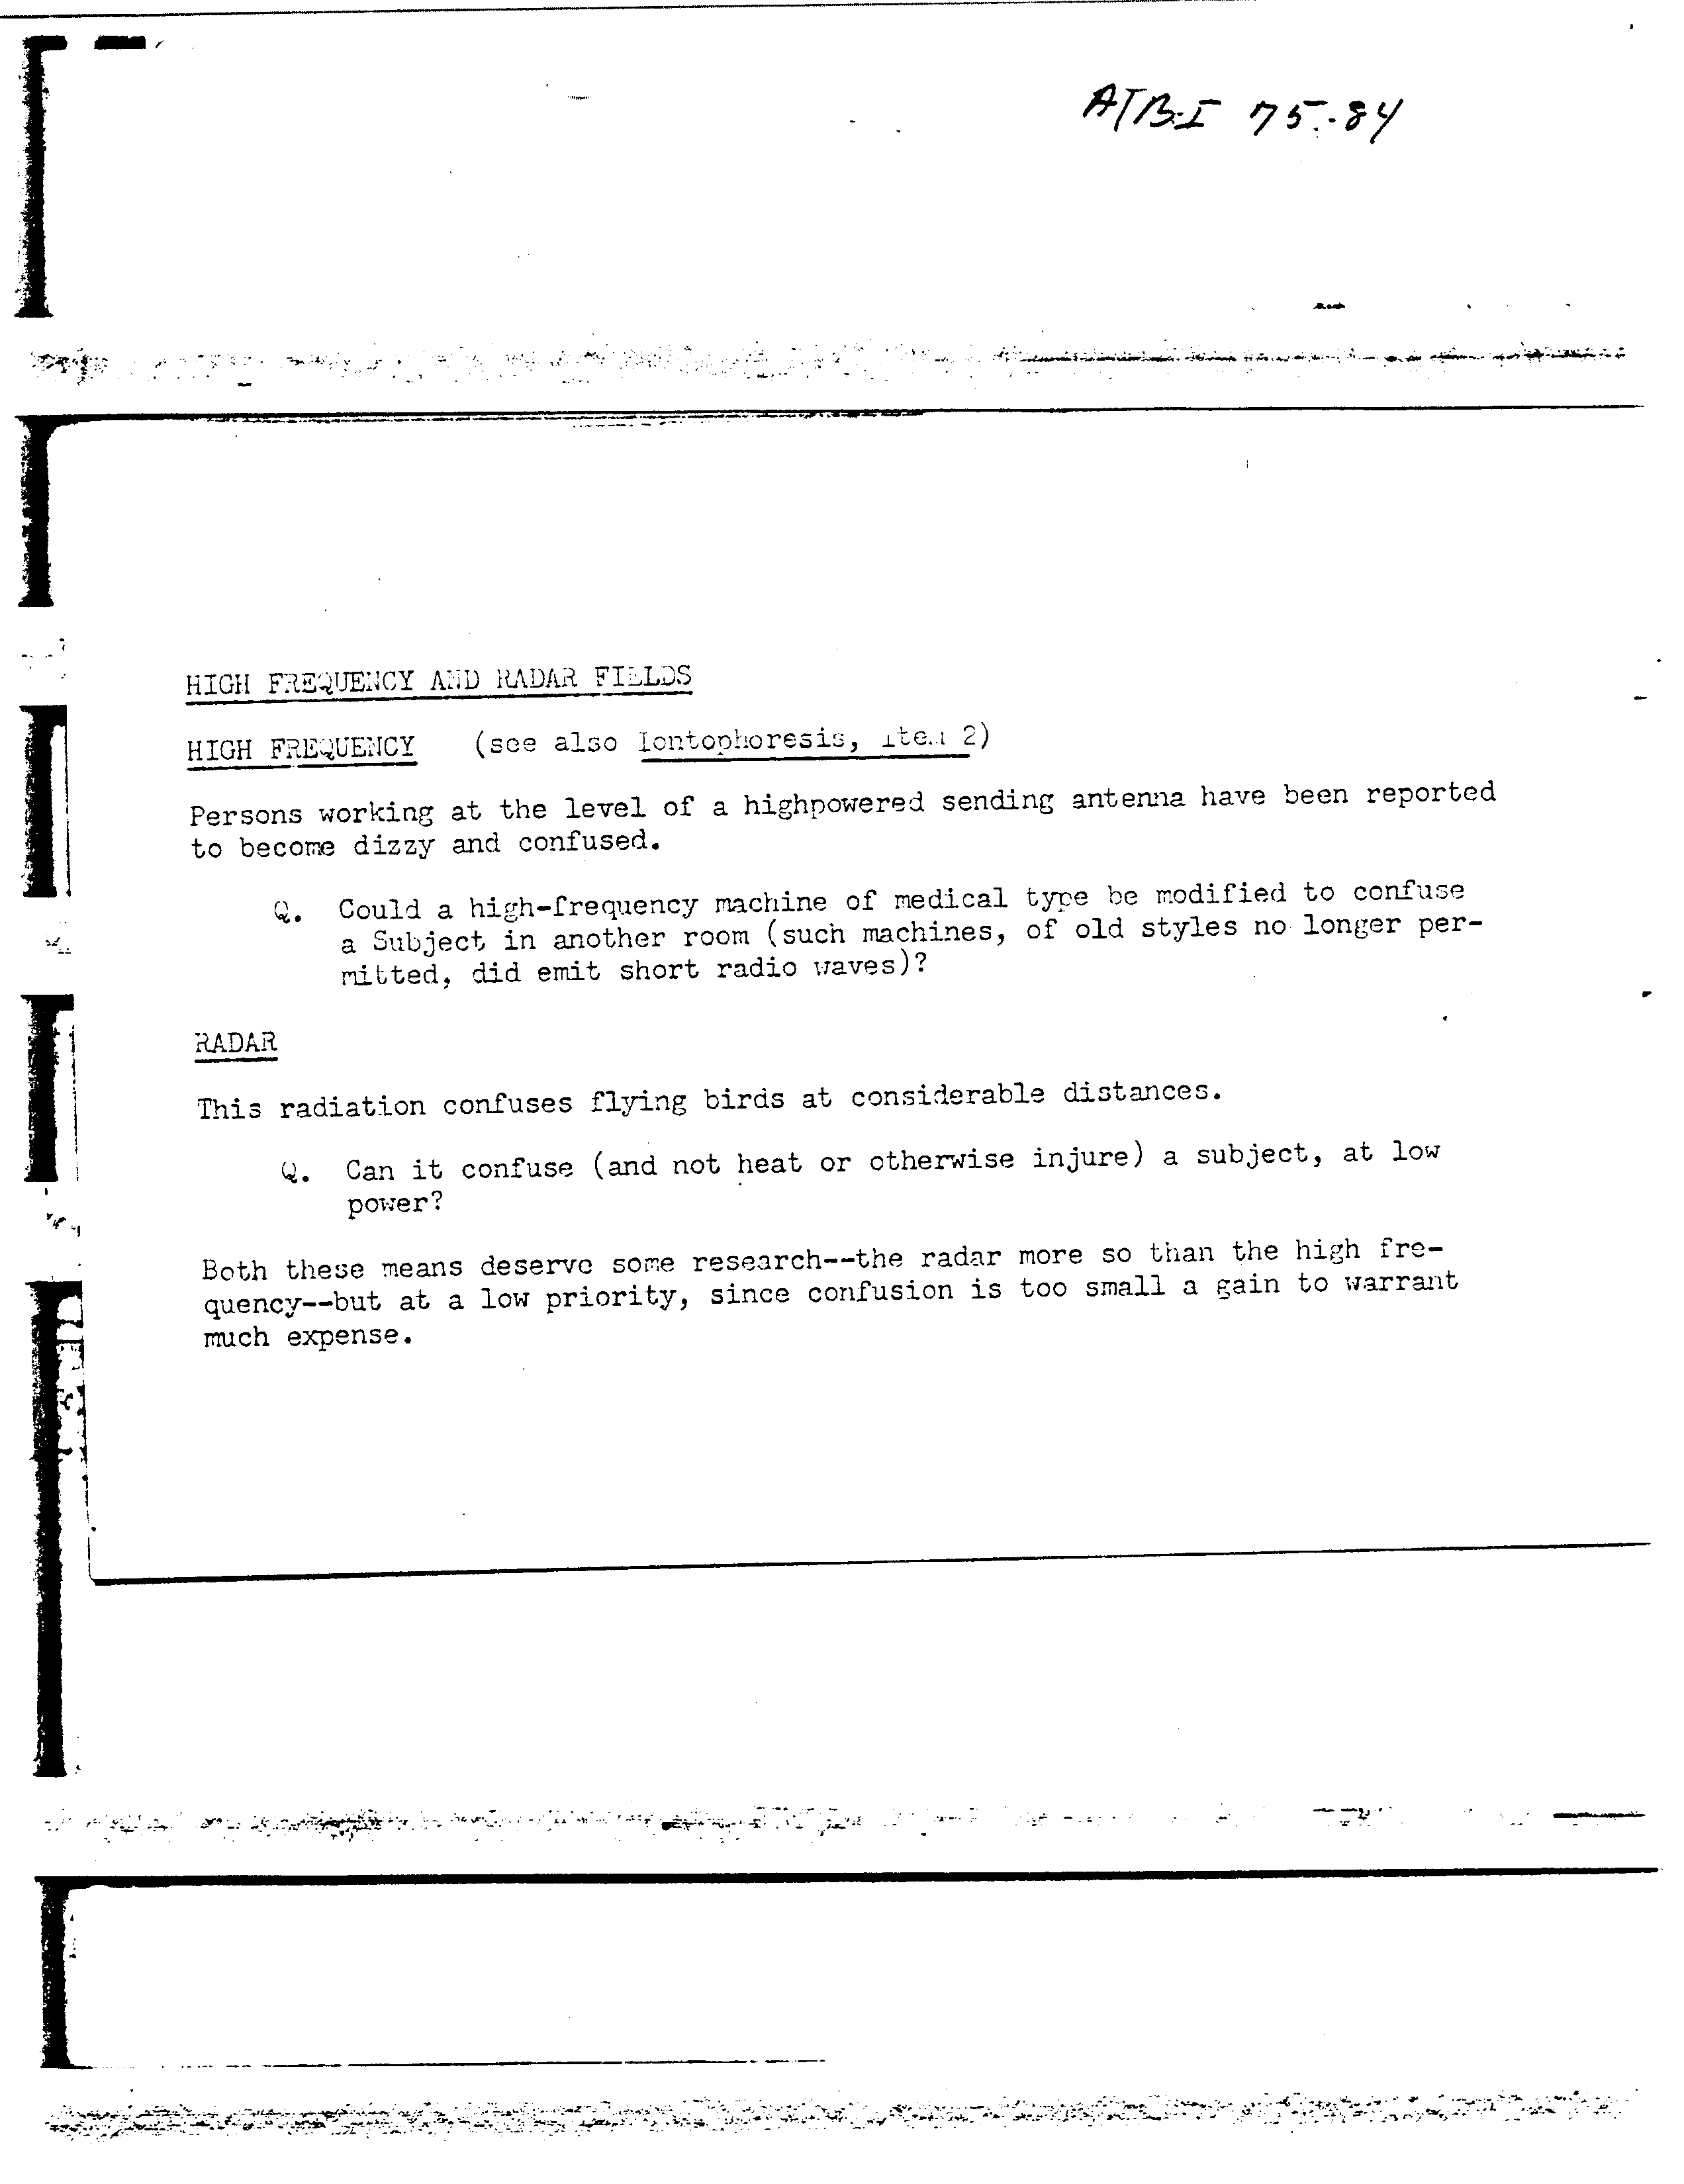 A/B.I 75-84
HIGH FREQUENCY AND RADAR FIELDS
HIGH FREQUENCY (see also Iontophoresis, item 2)
Persons working at the level of a highpowered sending antenna have been reported
to become dizzy and confused.
Q. Could a high-frequency machine of medical type be modified to confuse
a Subject in another room (such machines, of old styles no longer per-
mitted, did emit short radio waves)?
RADAR
This radiation confuses flying birds at considerable distances.
Q. Can it confuse (and not heat or otherwise injure) a subject, at low
power?
Both these means deserve some research--the radar more so than the high fre-
quency--but at a low priority, since confusion is too small a gain to warrant
much expense.